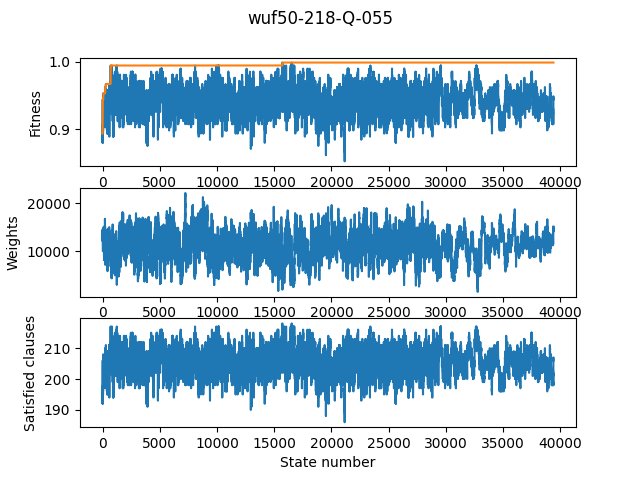 wuf50-218-Q-055
1.0
0.9
Fitness
0 5000 10000 15000 20000 25000 30000 35000 40000
20000
10000
Weights
0 5000 10000 15000 20000 25000 30000 35000 40000
210
200
190
Satisfied clauses
0 5000 10000 15000 20000 25000 30000 35000 40000
State number